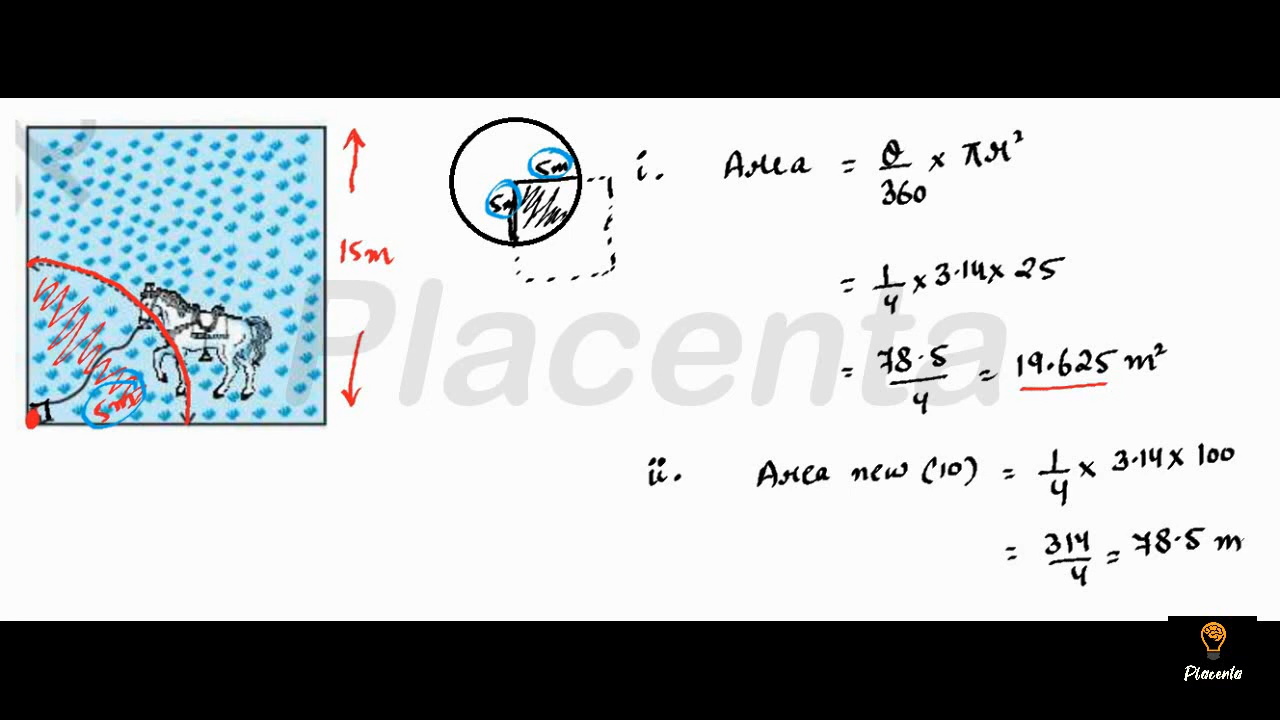 15m
5m
5m
5m
i. Area = θ/360 × πr²
= 1/4 × 3.14 × 25
= 78.5/4 = 19.625 m²
ii. Area new (10) = 1/4 × 3.14 × 100
= 314/4 = 78.5 m
Placenta
Placenta